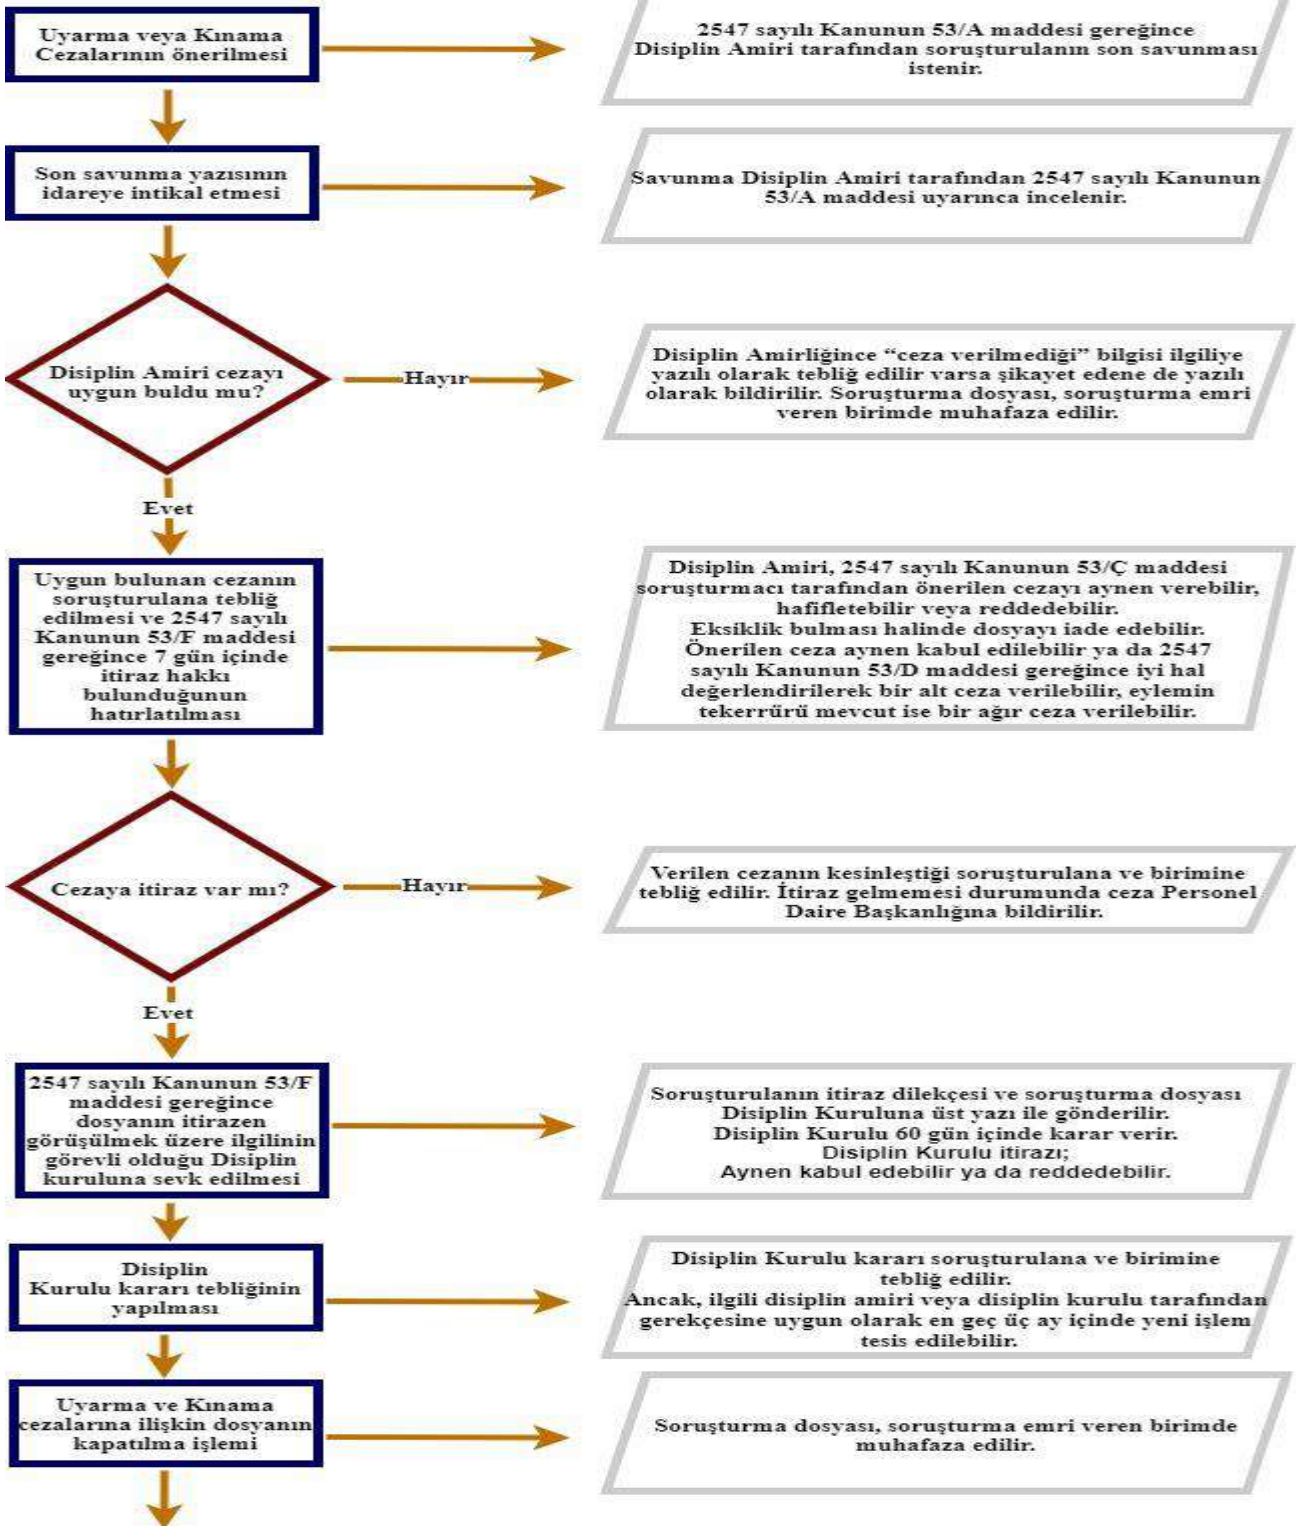 Uyarma veya Kınama
Cezalarının önerilmesi
2547 sayılı Kanunun 53/A maddesi gereğince
Disiplin Amiri tarafından soruşturulanın son savunması
istenir.
Son savunma yazısının
idareye intikal etmesi
Savunma Disiplin Amiri tarafından 2547 sayılı Kanunun
53/A maddesi uyarınca incelenir.
Disiplin Amiri cezayı
uygun buldu mu?
Hayır
Disiplin Amirliğince “ceza verilmediği” bilgisi ilgiliye
yazılı olarak tebliğ edilir varsa şikayet edene de yazılı
olarak bildirilir. Soruşturma dosyası, soruşturma emri
veren birimde muhafaza edilir.
Evet
Uygun bulunan cezanın
soruşturulana tebliğ
edilmesi ve 2547 sayılı
Kanunun 53/F maddesi
gereğince 7 gün içinde
itiraz hakkı
bulunduğunun
hatırlatılması
Disiplin Amiri, 2547 sayılı Kanunun 53/Ç maddesi
soruşturmacı tarafından önerilen cezayı aynen verebilir,
hafifletebilir veya reddedebilir.
Eksiklik bulması halinde dosyayı iade edebilir.
Önerilen ceza aynen kabul edilebilir ya da 2547
sayılı Kanunun 53/D maddesi gereğince iyi hal
değerlendirilerek bir alt ceza verilebilir, eylemin
tekerrürü mevcut ise bir ağır ceza verilebilir.
Cezaya itiraz var mı?
Hayır
Verilen cezanın kesinleştiği soruşturulana ve birimine
tebliğ edilir. İtiraz gelmemesi durumunda ceza Personel
Daire Başkanlığına bildirilir.
Evet
2547 sayılı Kanunun 53/F
maddesi gereğince
dosyanın itirazen
görüşülmek üzere ilgilinin
görevli olduğu Disiplin
kuruluna sevk edilmesi
Soruşturulanın itiraz dilekçesi ve soruşturma dosyası
Disiplin Kuruluna üst yazı ile gönderilir.
Disiplin Kurulu 60 gün içinde karar verir.
Disiplin Kurulu itirazı;
Aynen kabul edebilir ya da reddedebilir.
Disiplin
Kurulu kararı tebliğinin
yapılması
Disiplin Kurulu kararı soruşturulana ve birimine
tebliğ edilir.
Ancak, ilgili disiplin amiri veya disiplin kurulu tarafından
gerekçesine uygun olarak en geç üç ay içinde yeni işlem
tesis edilebilir.
Uyarma ve Kınama
cezalarına ilişkin dosyanın
kapatılma işlemi
Soruşturma dosyası, soruşturma emri veren birimde
muhafaza edilir.